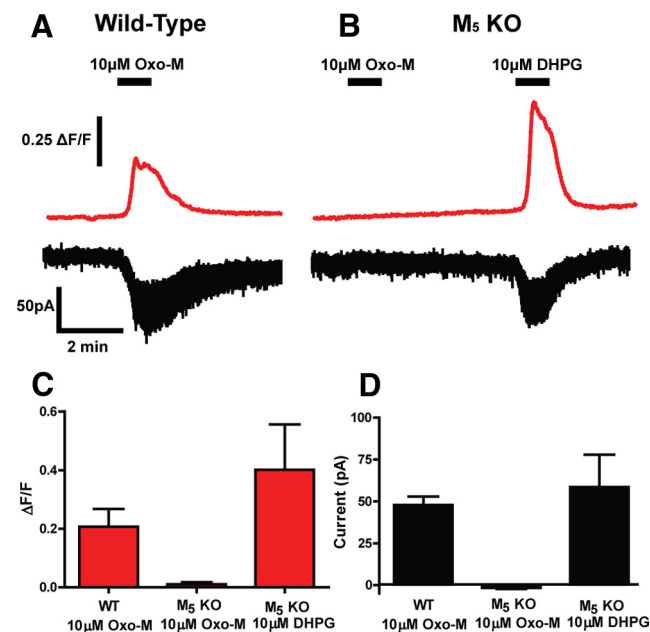 A Wild-Type B M₅ KO
10μM Oxo-M 10μM Oxo-M 10μM DHPG
0.25 ΔF/F
50pA
2 min
C D
0.6
0.4
0.2
0.0
ΔF/F
WT M₅ KO M₅ KO
10μM Oxo-M 10μM Oxo-M 10μM DHPG
100
75
50
25
0
Current (pA)
WT M₅ KO M₅ KO
10μM Oxo-M 10μM Oxo-M 10μM DHPG